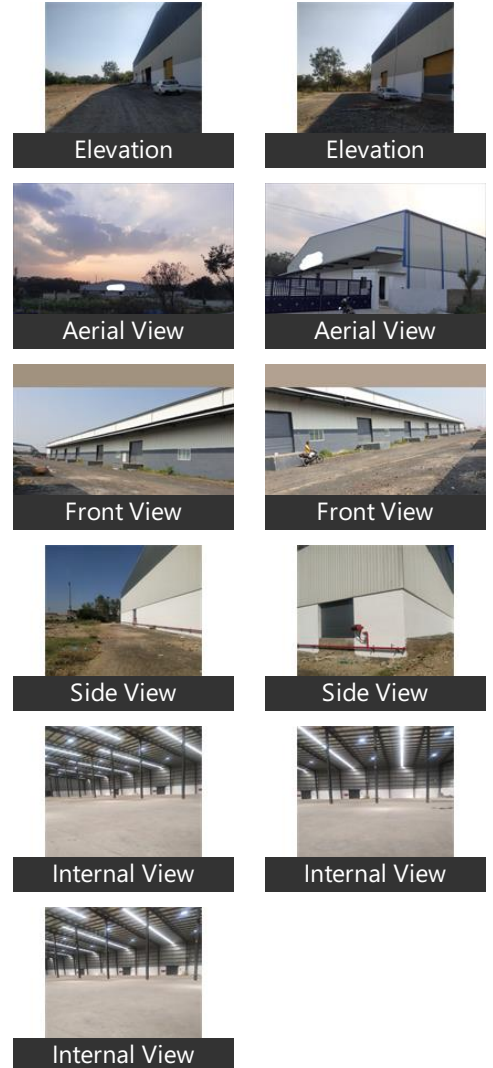 Elevation
Elevation
Aerial View
Aerial View
Front View
Front View
Side View
Side View
Internal View
Internal View
Internal View